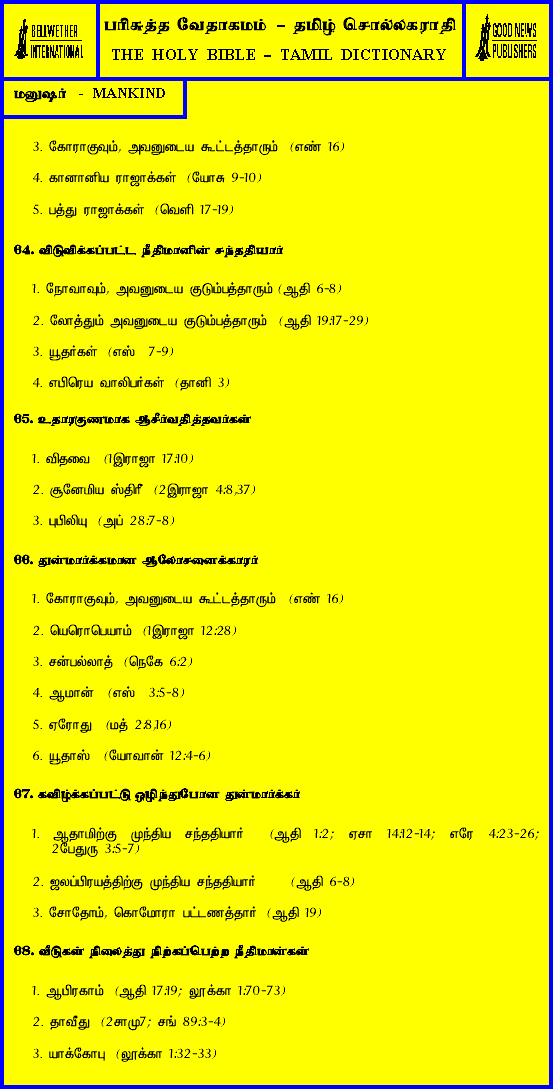 BELLWETHER
INTERNATIONAL
பரிசுத்த வேதாகமம் – தமிழ் சொல்லகராதி
THE HOLY BIBLE – TAMIL DICTIONARY
GOOD NEWS
PUBLISHERS
மனுஷர் - MANKIND
3. கோராகுவும், அவனுடைய கூட்டத்தாரும் (எண் 16)
4. கானானிய ராஜாக்கள் (யோசு 9-10)
5. பத்து ராஜாக்கள் (வெளி 17-19)
64. விடுவிக்கப்பட்ட நீதிமானின் சந்ததியார்
1. நோவாவும், அவனுடைய குடும்பத்தாரும் (ஆதி 6-8)
2. லோத்தும் அவனுடைய குடும்பத்தாரும் (ஆதி 19:17-29)
3. யூதர்கள் (எஸ் 7-9)
4. எபிரெய வாலிபர்கள் (தானி 3)
65. உதாரகுணமாக ஆசீர்வதித்தவர்கள்
1. விதவை (1இராஜா 17:10)
2. சூனேமிய ஸ்திரீ (2இராஜா 4:8,37)
3. புபிலியு (அப் 28:7-8)
66. துன்மார்க்கமான ஆலோசனைக்காரர்
1. கோராகுவும், அவனுடைய கூட்டத்தாரும் (எண் 16)
2. யெரொபெயாம் (1இராஜா 12:28)
3. சன்பல்லாத் (நெகே 6:2)
4. ஆமான் (எஸ் 3:5-8)
5. ஏரோது (மத் 2:8,16)
6. யூதாஸ் (யோவான் 12:4-6)
67. கவிழ்க்கப்பட்டு ஒழிந்துபோன துன்மார்க்கர்
1. ஆதாமிற்கு முந்திய சந்ததியார் (ஆதி 1:2; ஏசா 14:12-14; எரே 4:23-26;
2பேதுரு 3:5-7)
2. ஜலப்பிரயத்திற்கு முந்திய சந்ததியார் (ஆதி 6-8)
3. சோதோம், கொமோரா பட்டணத்தார் (ஆதி 19)
68. வீடுகள் நிலைத்து நிற்கப்பெற்ற நீதிமான்கள்
1. ஆபிரகாம் (ஆதி 17:19; லூக்கா 1:70-73)
2. தாவீது (2சாமு7; சங் 89:3-4)
3. யாக்கோபு (லூக்கா 1:32-33)